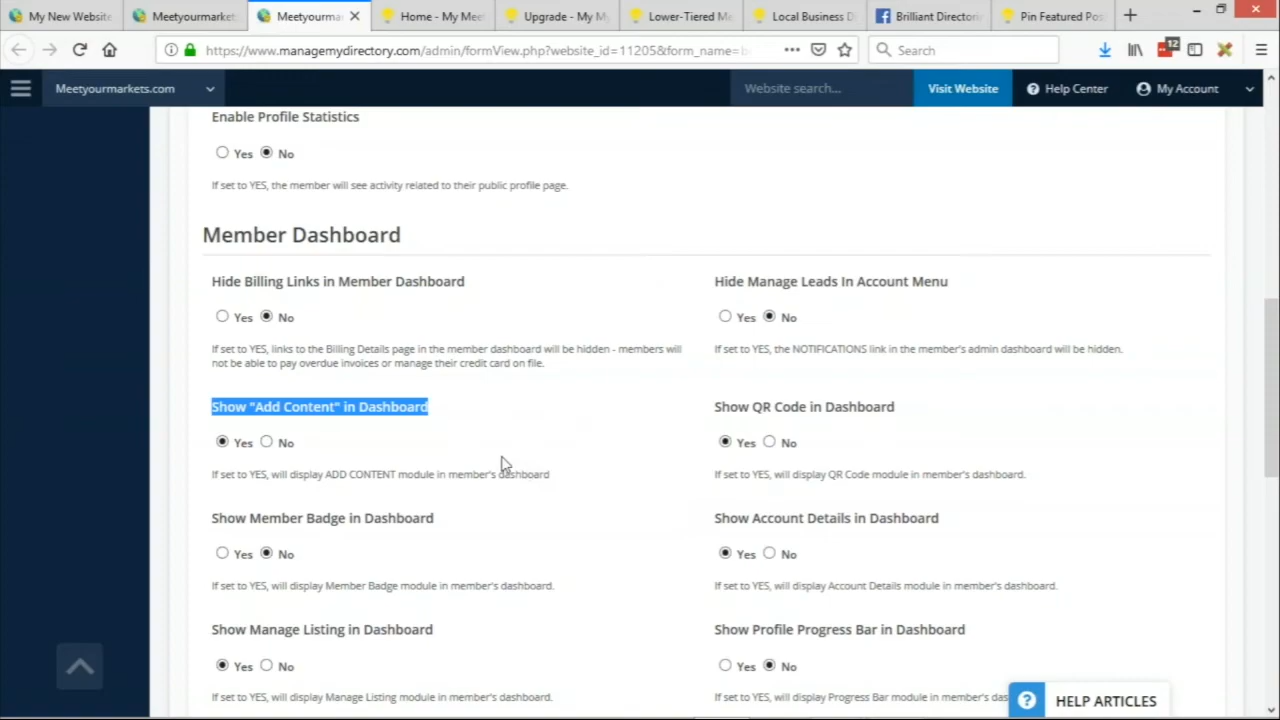 My New Website
Meetyourmarkets
Meetyourma
Home - My Mee
Upgrade - My M
Lower-Tiered Me
Local Business D
Brilliant Directori
Pin Featured Pos
https://www.managemydirectory.com/admin/formView.php?website_id=11205&form_name=b
Search
12
Meetyourmarkets.com
Website search...
Visit Website
Help Center
My Account
Enable Profile Statistics
Yes No
If set to YES, the member will see activity related to their public profile page.
Member Dashboard
Hide Billing Links in Member Dashboard
Yes No
If set to YES, links to the Billing Details page in the member dashboard will be hidden - members will
not be able to pay overdue invoices or manage their credit card on file.
Hide Manage Leads In Account Menu
Yes No
If set to YES, the NOTIFICATIONS link in the member's admin dashboard will be hidden.
Show "Add Content" in Dashboard
Yes No
If set to YES, will display ADD CONTENT module in member's dashboard
Show QR Code in Dashboard
Yes No
If set to YES, will display QR Code module in member's dashboard.
Show Member Badge in Dashboard
Yes No
If set to YES, will display Member Badge module in member's dashboard.
Show Account Details in Dashboard
Yes No
If set to YES, will display Account Details module in member's dashboard.
Show Manage Listing in Dashboard
Yes No
If set to YES, will display Manage Listing module in member's dashboard.
Show Profile Progress Bar in Dashboard
Yes No
If set to YES, will display Progress Bar module in member's das
HELP ARTICLES